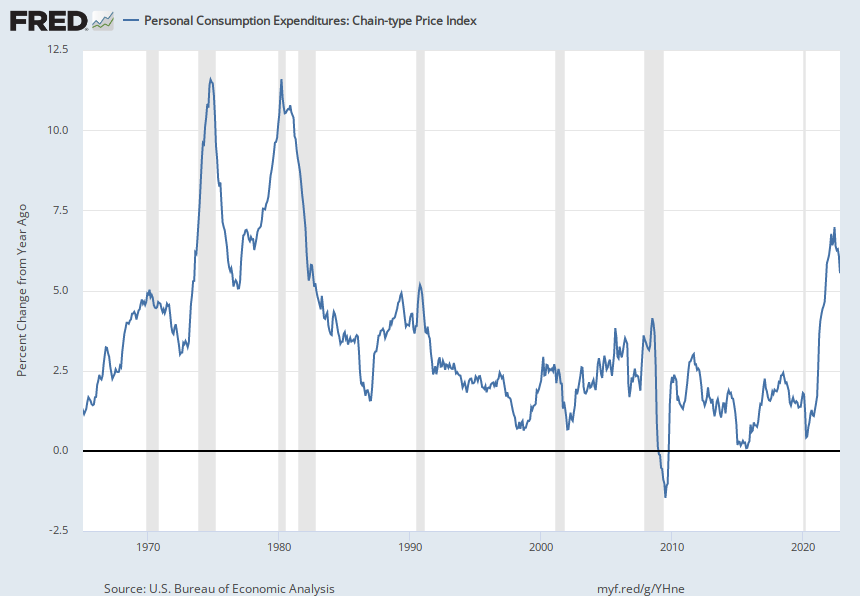 FRED Personal Consumption Expenditures: Chain-type Price Index
Percent Change from Year Ago
12.5
10.0
7.5
5.0
2.5
0.0
-2.5
1970 1980 1990 2000 2010 2020
Source: U.S. Bureau of Economic Analysis myf.red/g/YHne